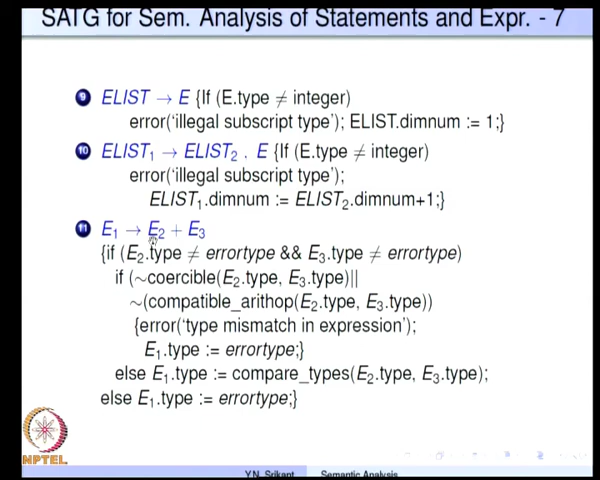 SATG for Sem. Analysis of Statements and Expr. - 7
9 ELIST → E {If (E.type ≠ integer)
error(‘illegal subscript type’); ELIST.dimnum := 1;}
10 ELIST₁ → ELIST₂ , E {If (E.type ≠ integer)
error(‘illegal subscript type’);
ELIST₁.dimnum := ELIST₂.dimnum+1;}
11 E₁ → E₂ + E₃
{if (E₂.type ≠ errortype && E₃.type ≠ errortype)
if (~coercible(E₂.type, E₃.type)||
~(compatible_arithop(E₂.type, E₃.type))
{error(‘type mismatch in expression’);
E₁.type := errortype;}
else E₁.type := compare_types(E₂.type, E₃.type);
else E₁.type := errortype;}
NPTEL
Y.N. Srikant Semantic Analysis